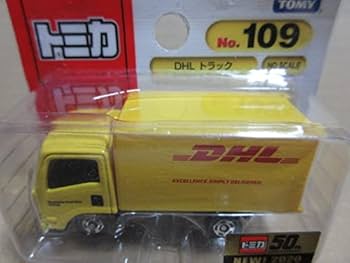 トミカ
TOMY
No. 109
DHL トラック
NO SCALE
DHL
EXCELLENCE. SIMPLY DELIVERED.
トミカ 50th
NEW! 2020